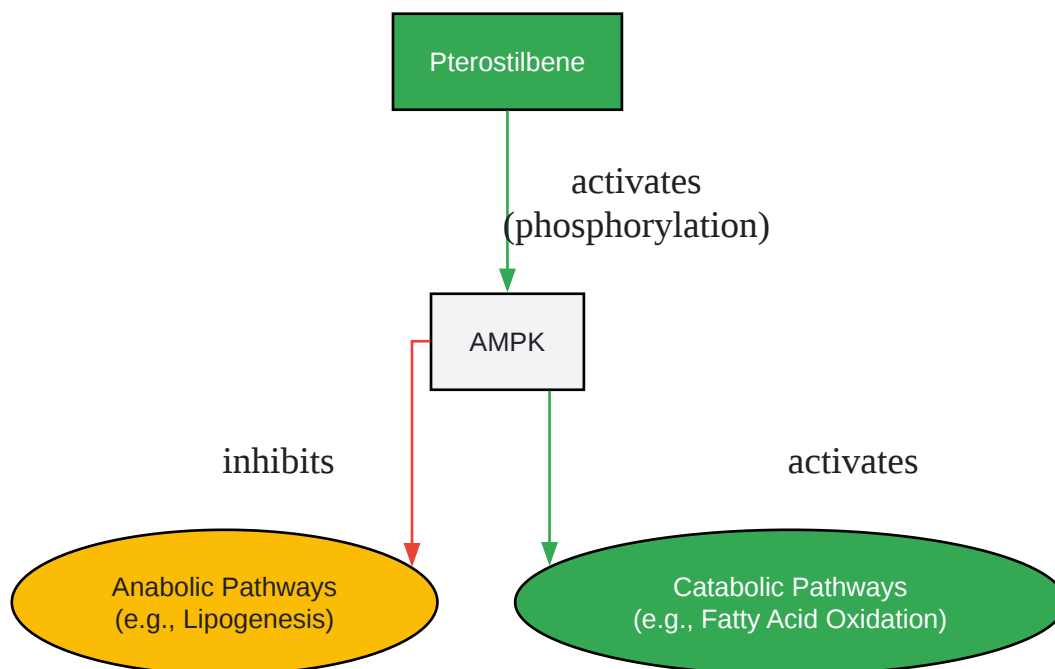 Pterostilbene
activates
(phosphorylation)
AMPK
inhibits
activates
Anabolic Pathways
(e.g., Lipogenesis)
Catabolic Pathways
(e.g., Fatty Acid Oxidation)